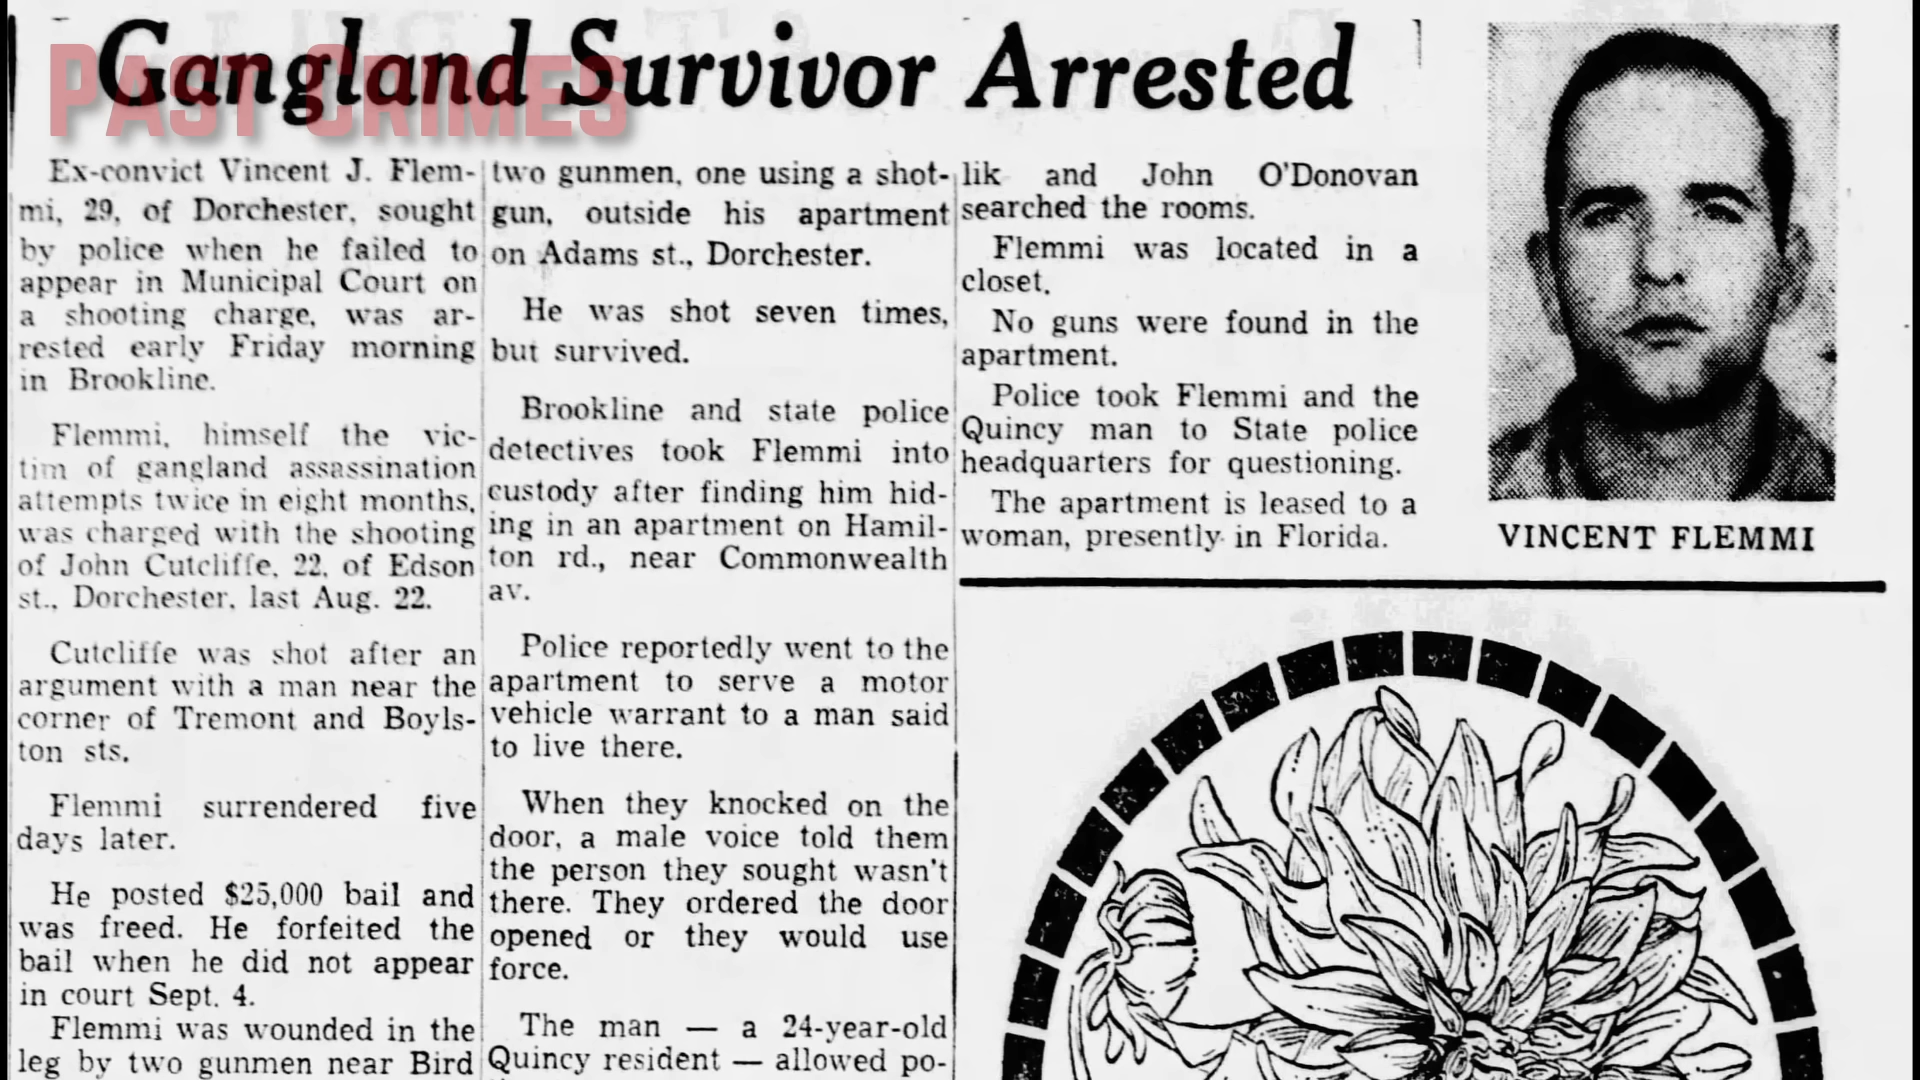 Gangland Survivor Arrested
PAST CRIMES
Ex-convict Vincent J. Flem-
mi, 29, of Dorchester, sought
by police when he failed to
appear in Municipal Court on
a shooting charge, was ar-
rested early Friday morning
in Brookline.
Flemmi, himself the vic-
tim of gangland assassination
attempts twice in eight months,
was charged with the shooting
of John Cutcliffe, 22, of Edson
st., Dorchester, last Aug. 22.
Cutcliffe was shot after an
argument with a man near the
corner of Tremont and Boyls-
ton sts.
Flemmi surrendered five
days later.
He posted $25,000 bail and
was freed. He forfeited the
bail when he did not appear
in court Sept. 4.
Flemmi was wounded in the
leg by two gunmen near Bird
two gunmen, one using a shot-
gun, outside his apartment
on Adams st., Dorchester.
He was shot seven times,
but survived.
Brookline and state police
detectives took Flemmi into
custody after finding him hid-
ing in an apartment on Hamil-
ton rd., near Commonwealth
av.
Police reportedly went to the
apartment to serve a motor
vehicle warrant to a man said
to live there.
When they knocked on the
door, a male voice told them
the person they sought wasn't
there. They ordered the door
opened or they would use
force.
The man — a 24-year-old
Quincy resident — allowed po-
lik and John O'Donovan
searched the rooms.
Flemmi was located in a
closet.
No guns were found in the
apartment.
Police took Flemmi and the
Quincy man to State police
headquarters for questioning.
The apartment is leased to a
woman, presently in Florida.
VINCENT FLEMMI